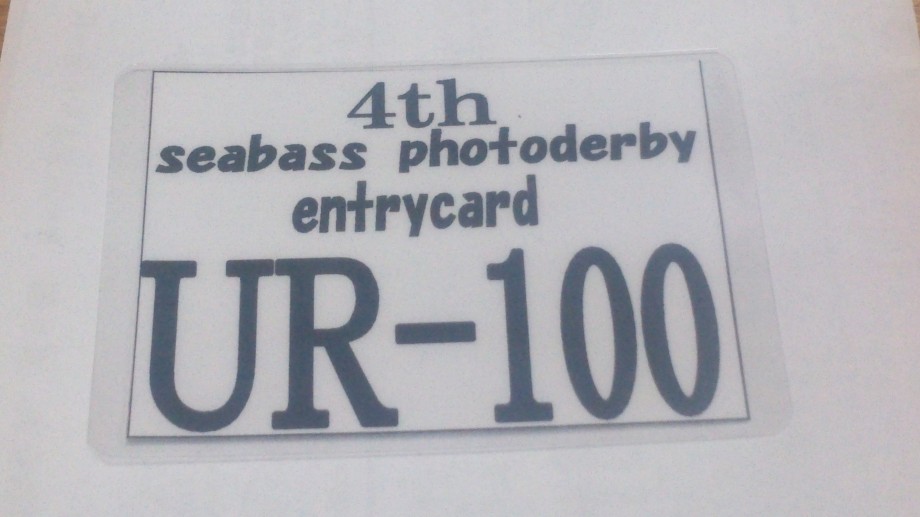 4th
seabass photoderby
entrycard
UR-100